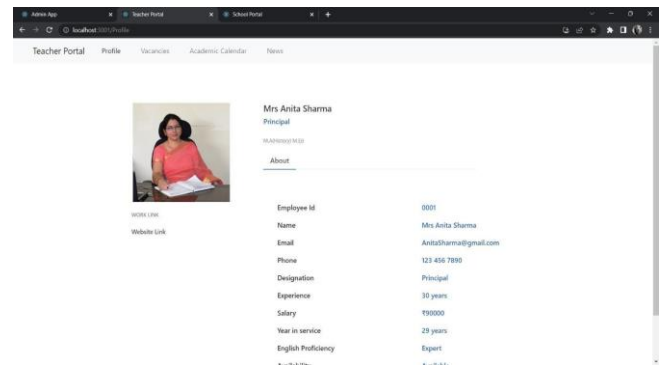 Admin App
Teacher Portal
School Portal
localhost:3001/Profile
Teacher Portal Profile Vacancies Academic Calendar News
Mrs Anita Sharma
Principal
About
WORK LINK
Website Link
Employee Id 0001
Name Mrs Anita Sharma
Email AnitaSharma@gmail.com
Phone 123 456 7890
Designation Principal
Experience 30 years
Salary ₹90000
Year in service 29 years
English Proficiency Expert